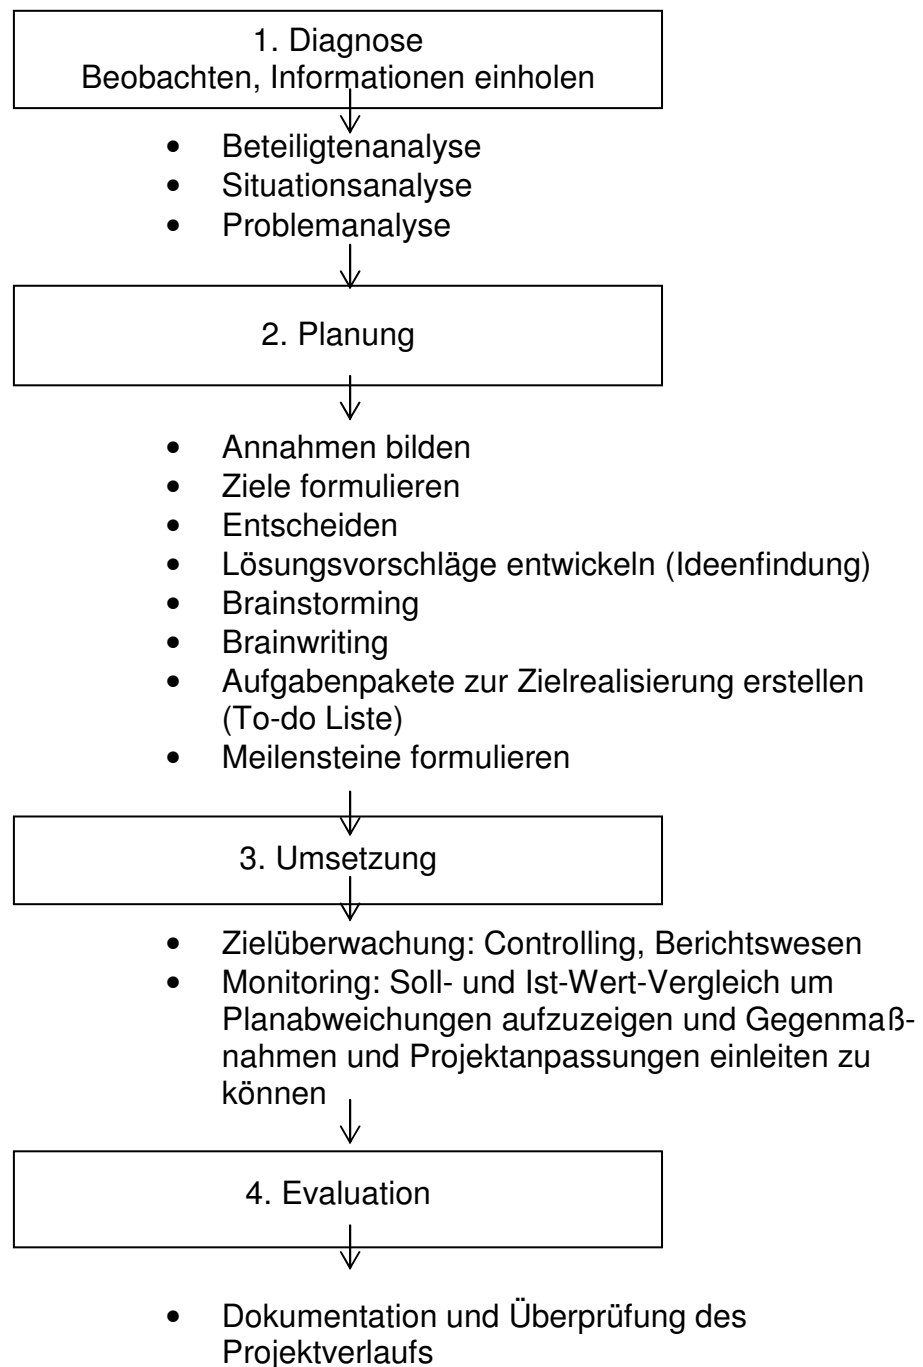 1. Diagnose
Beobachten, Informationen einholen
• Beteiligtenanalyse
• Situationsanalyse
• Problemanalyse
2. Planung
• Annahmen bilden
• Ziele formulieren
• Entscheiden
• Lösungsvorschläge entwickeln (Ideenfindung)
• Brainstorming
• Brainwriting
• Aufgabenpakete zur Zielrealisierung erstellen
(To-do Liste)
• Meilensteine formulieren
3. Umsetzung
• Zielüberwachung: Controlling, Berichtswesen
• Monitoring: Soll- und Ist-Wert-Vergleich um
Planabweichungen aufzuzeigen und Gegenmaß-
nahmen und Projektanpassungen einleiten zu
können
4. Evaluation
• Dokumentation und Überprüfung des
Projektverlaufs